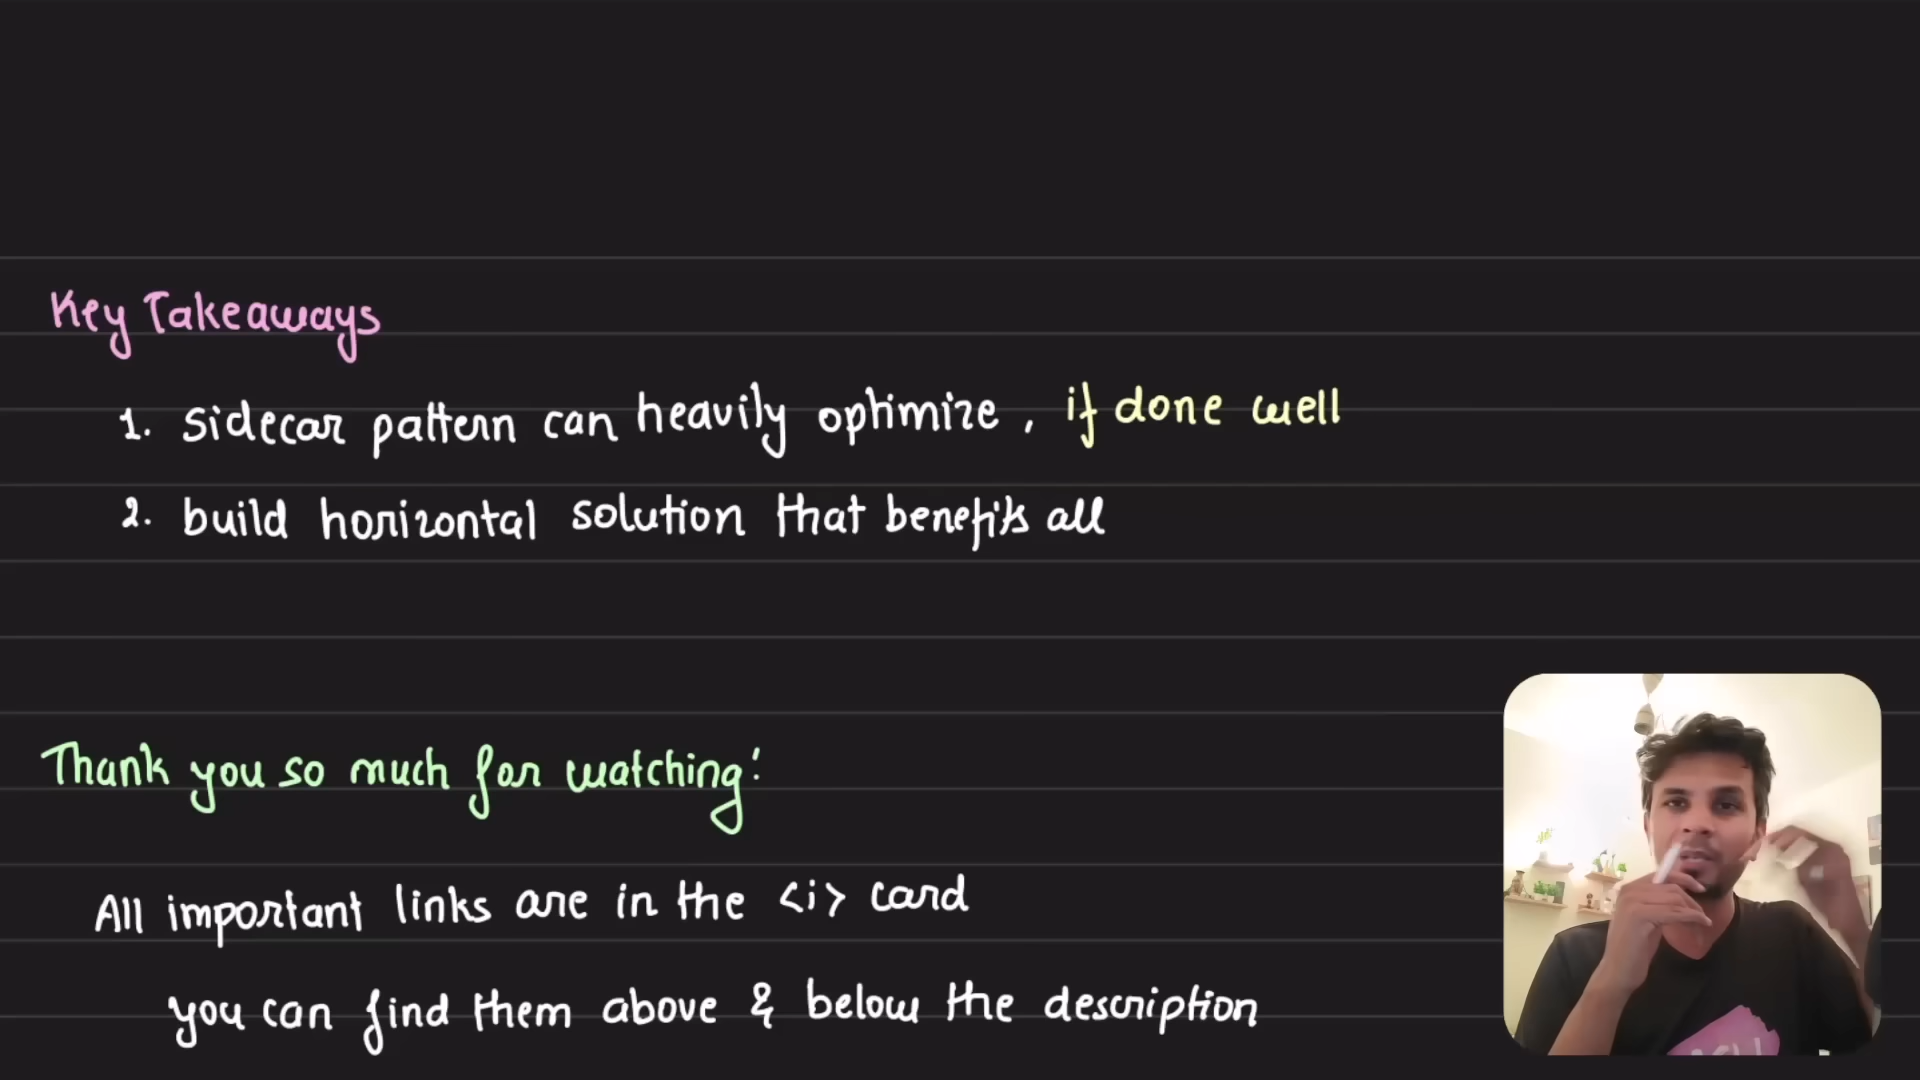 Key Takeaways
1. sidecar pattern can heavily optimize, if done well
2. build horizontal solution that benefits all
Thank you so much for watching!
All important links are in the <i> card
you can find them above & below the description